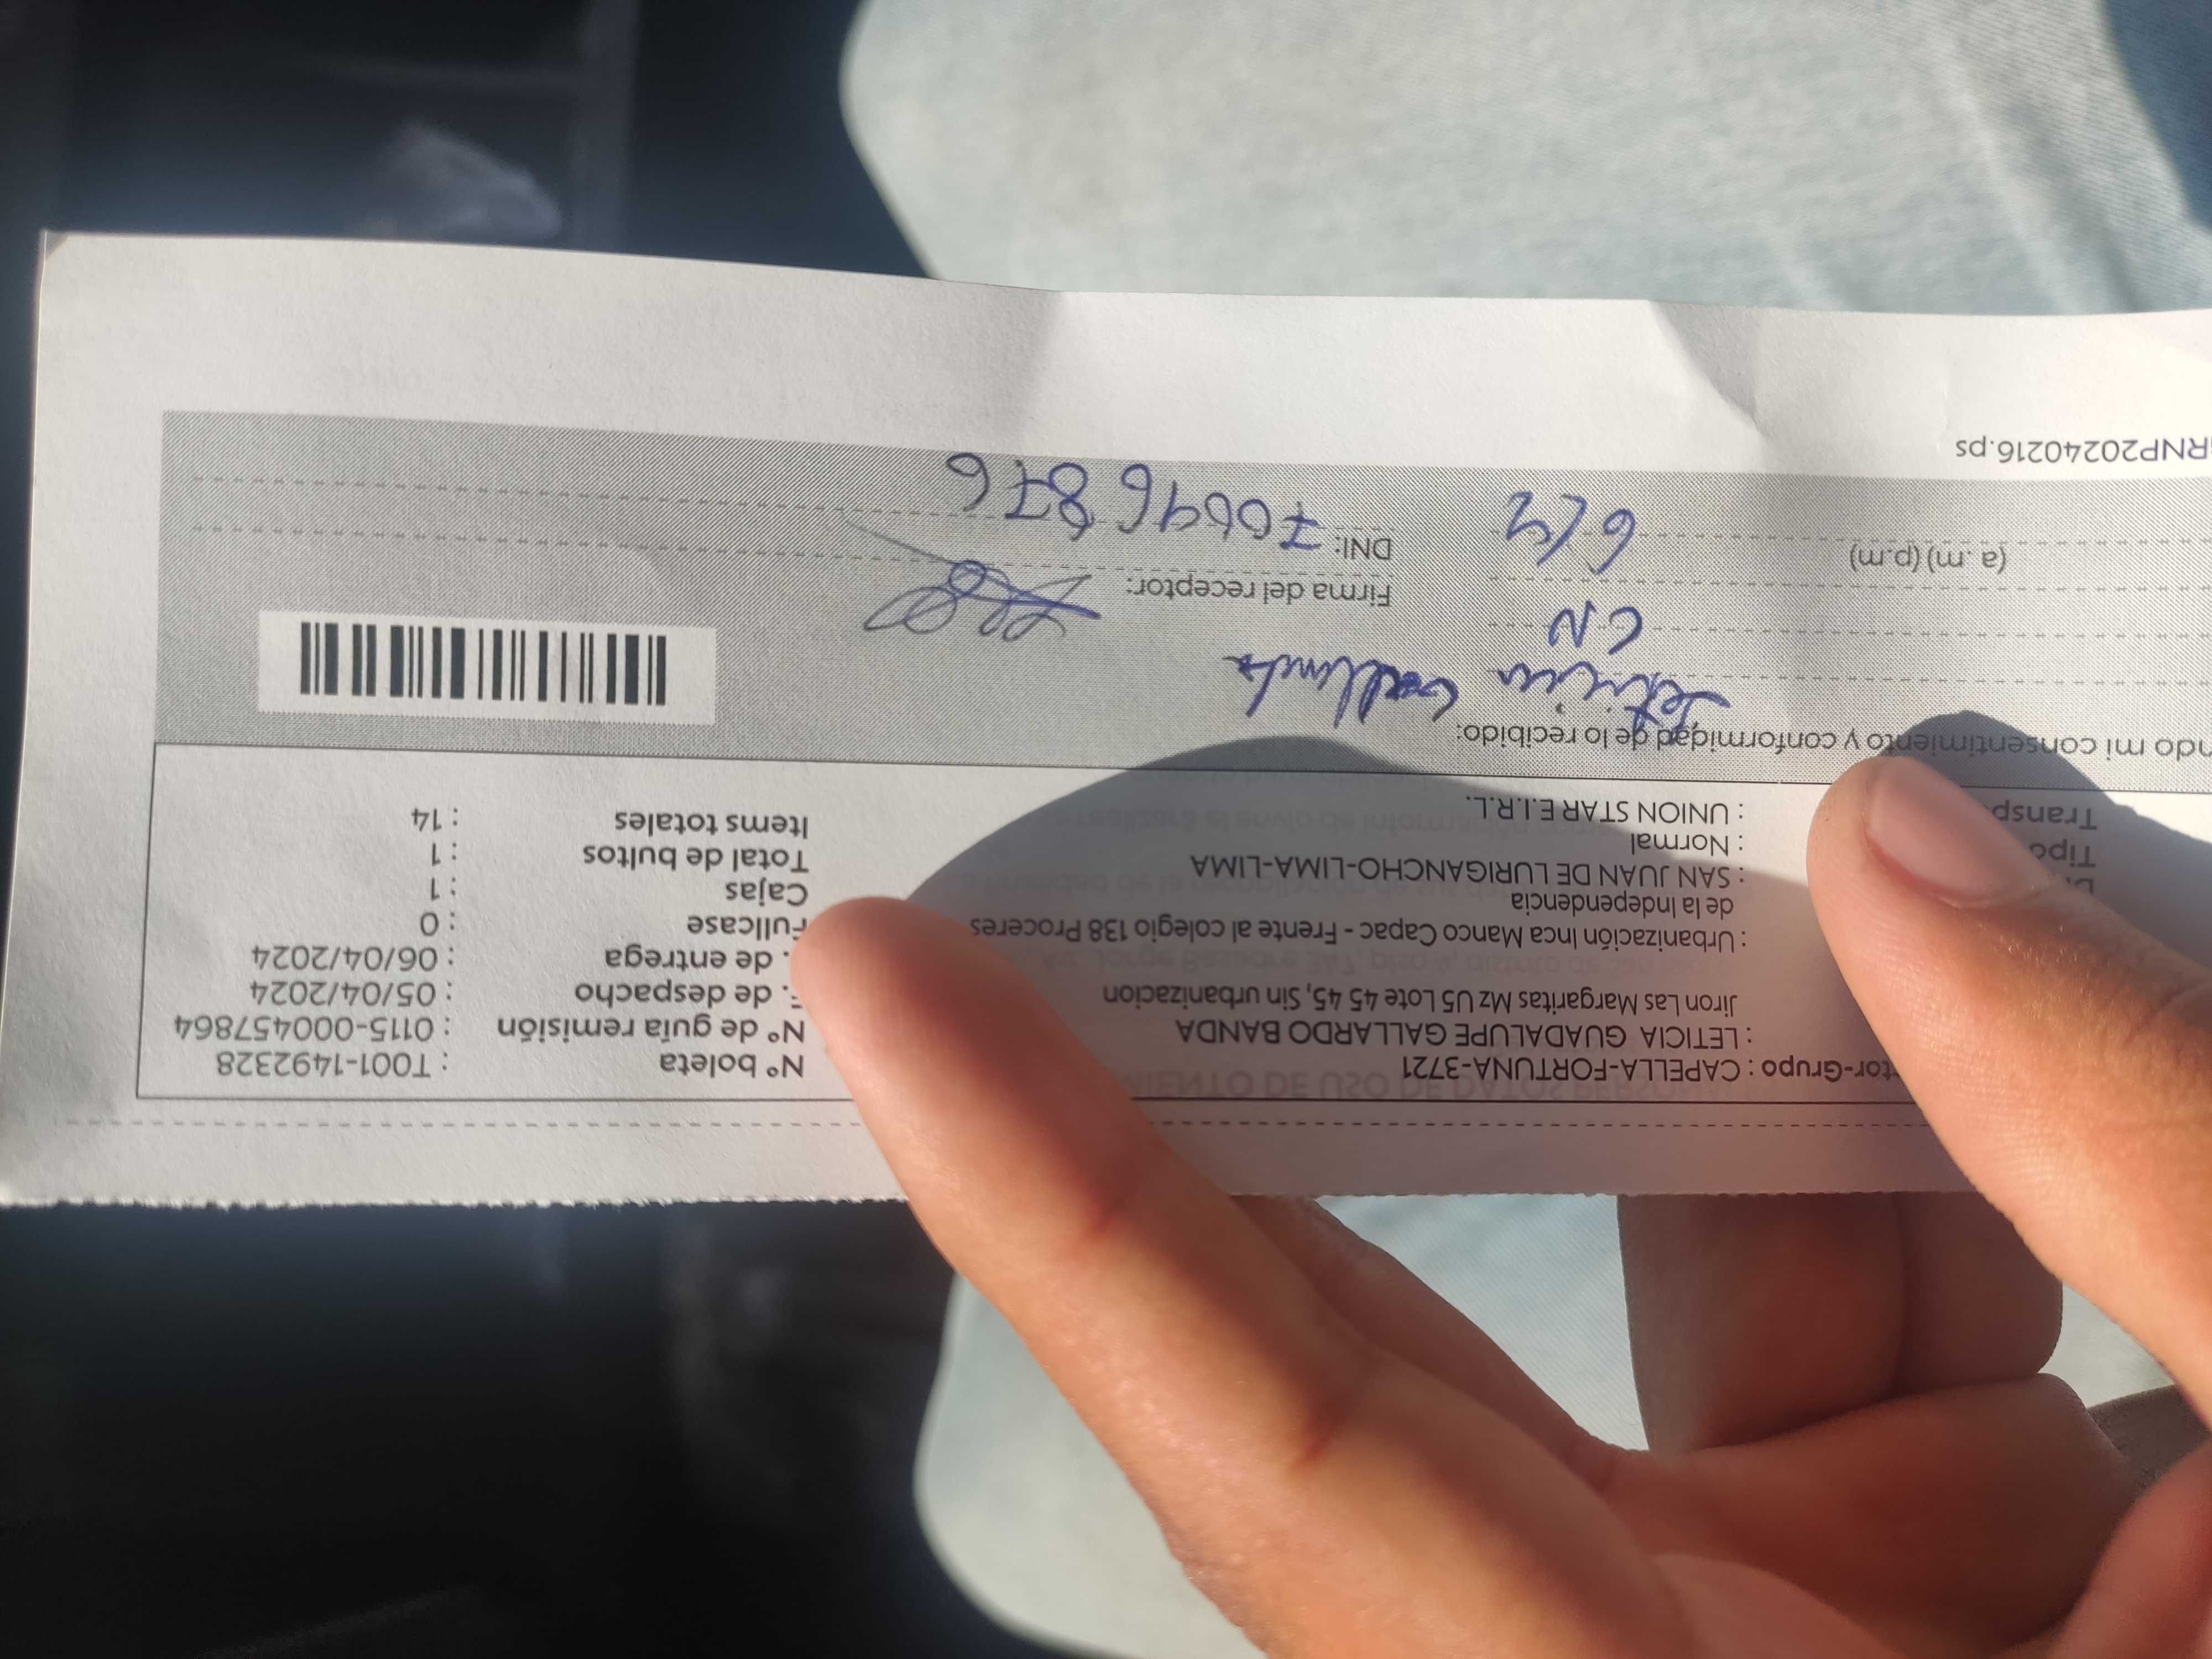 tor-Grupo : CAPELLA-FORTUNA-3721
: LETICIA GUADALUPE GALLARDO BANDA
Jiron Las Margaritas Mz U5 Lote 45 45, Sin urbanizacion
: Urbanización Inca Manco Capac - Frente al colegio 138 Proceres
de la Independencia
: SAN JUAN DE LURIGANCHO-LIMA-LIMA
Tipo : Normal
Transp : UNION STAR E.I.R.L.
N° boleta : T001-1492328
N° de guía remisión : 0115-000457864
F. de despacho : 05/04/2024
. de entrega : 06/04/2024
Fullcase : 0
Cajas : 1
Total de bultos : 1
Items totales : 14
ndo mi consentimiento y conformidad de lo recibido:
Leticia Gallardo
CN
Firma del receptor:
(a.m) (p.m) 6/4
DNI: 70696876
RNP20240216.ps